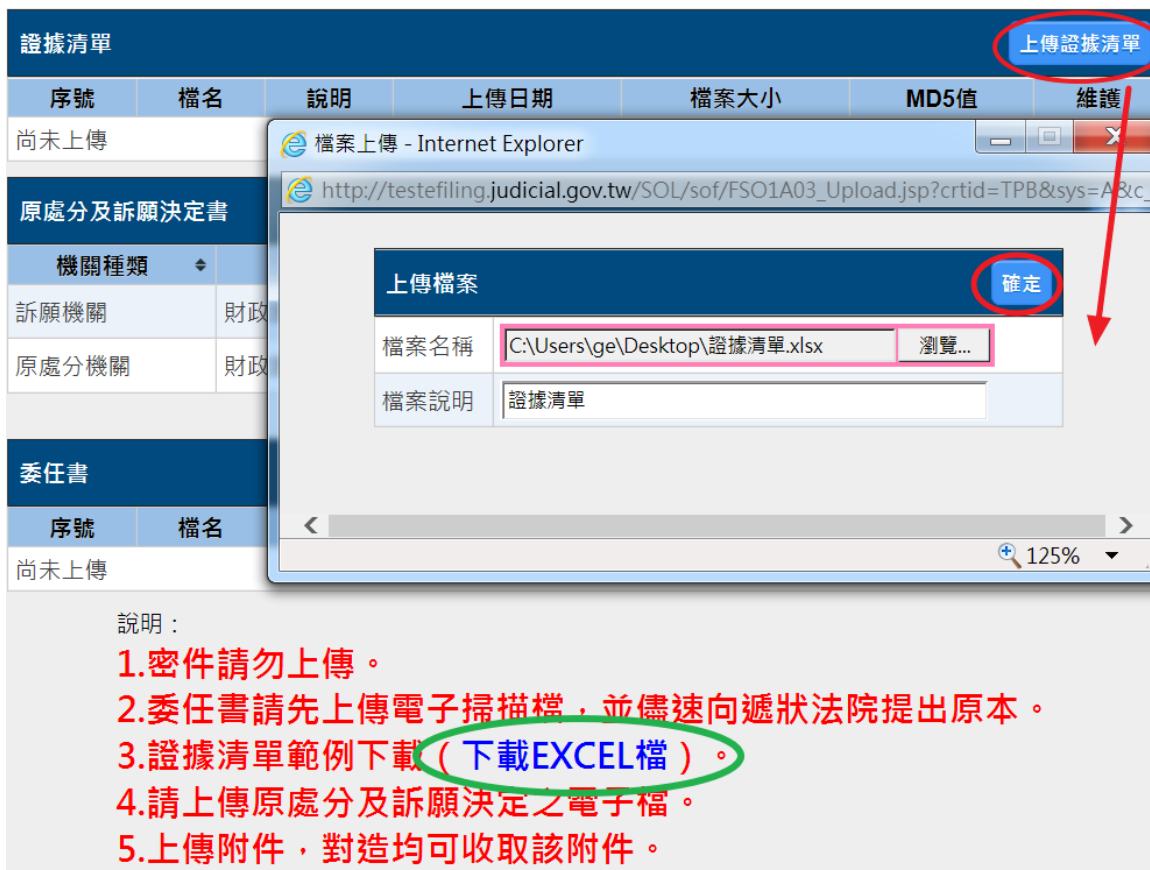 證據清單 上傳證據清單
序號 檔名 說明 上傳日期 檔案大小 MD5值 維護
尚未上傳
檔案上傳 - Internet Explorer
http://testefiling.judicial.gov.tw/SOL/sof/FSO1A03_Upload.jsp?crtid=TPB&sys=A&c_
原處分及訴願決定書
機關種類
上傳檔案 確定
訴願機關 財政
檔案名稱 C:\Users\ge\Desktop\證據清單.xlsx 瀏覽...
原處分機關 財政
檔案說明 證據清單
委任書
序號 檔名
尚未上傳
125%
說明：
1.密件請勿上傳。
2.委任書請先上傳電子掃描檔，並儘速向遞狀法院提出原本。
3.證據清單範例下載（下載EXCEL檔）。
4.請上傳原處分及訴願決定之電子檔。
5.上傳附件，對造均可收取該附件。